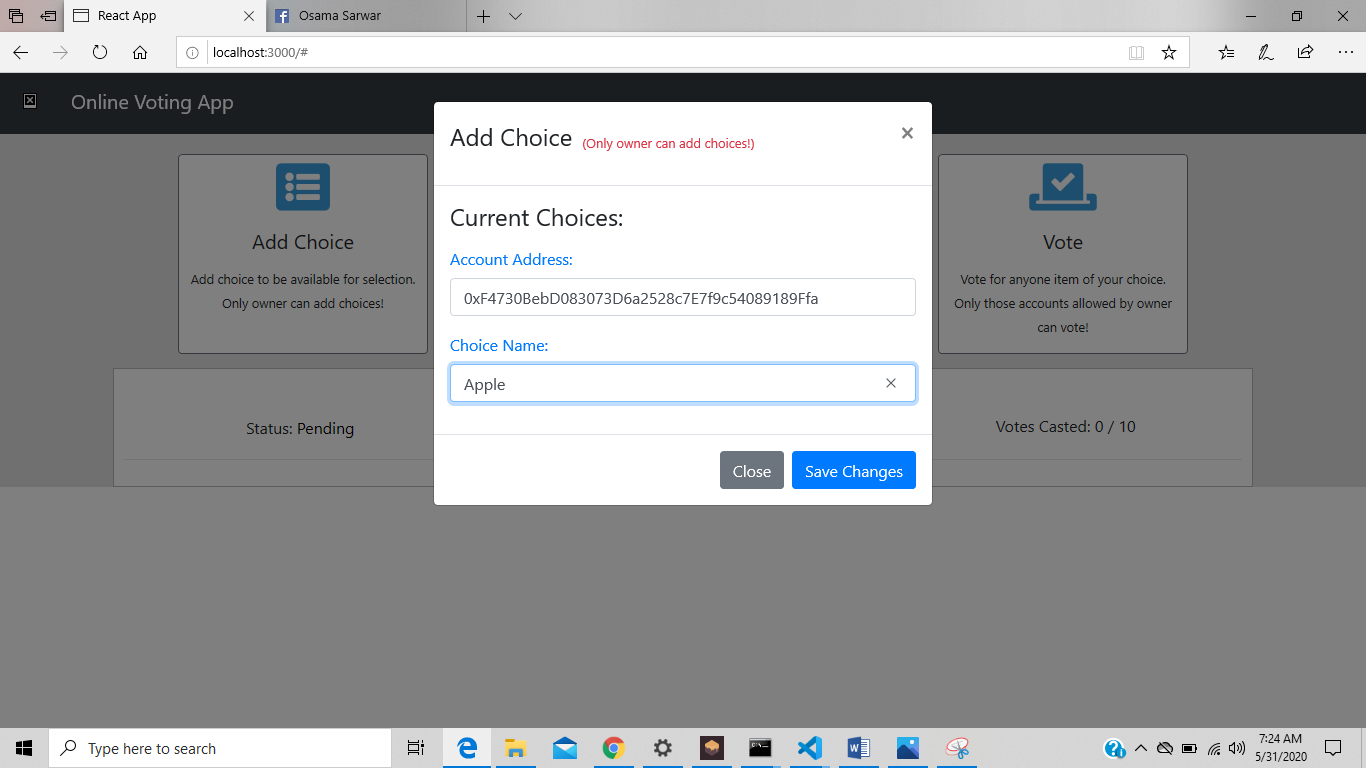 React App
Osama Sarwar
localhost:3000/#
Online Voting App
Add Choice (Only owner can add choices!)
×
Current Choices:
Account Address:
0xF4730BebD083073D6a2528c7E7f9c54089189Ffa
Choice Name:
Apple
Close
Save Changes
Add Choice
Add choice to be available for selection.
Only owner can add choices!
Vote
Vote for anyone item of your choice.
Only those accounts allowed by owner
can vote!
Status: Pending
Votes Casted: 0 / 10
Type here to search
7:24 AM
5/31/2020